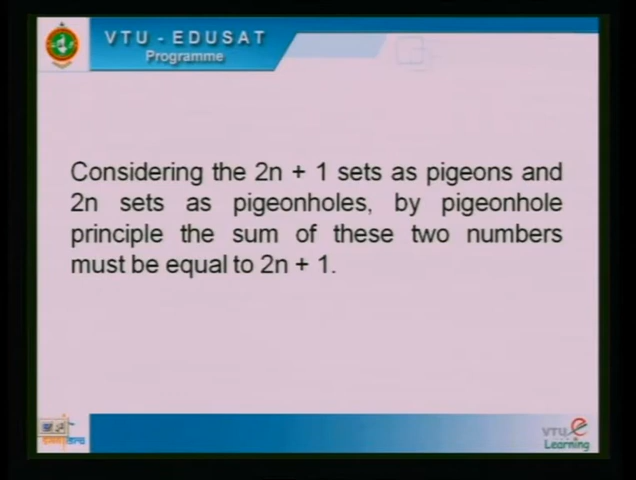 VTU - EDUSAT
Programme
Considering the 2n + 1 sets as pigeons and
2n sets as pigeonholes, by pigeonhole
principle the sum of these two numbers
must be equal to 2n + 1.
VTU e
Learning